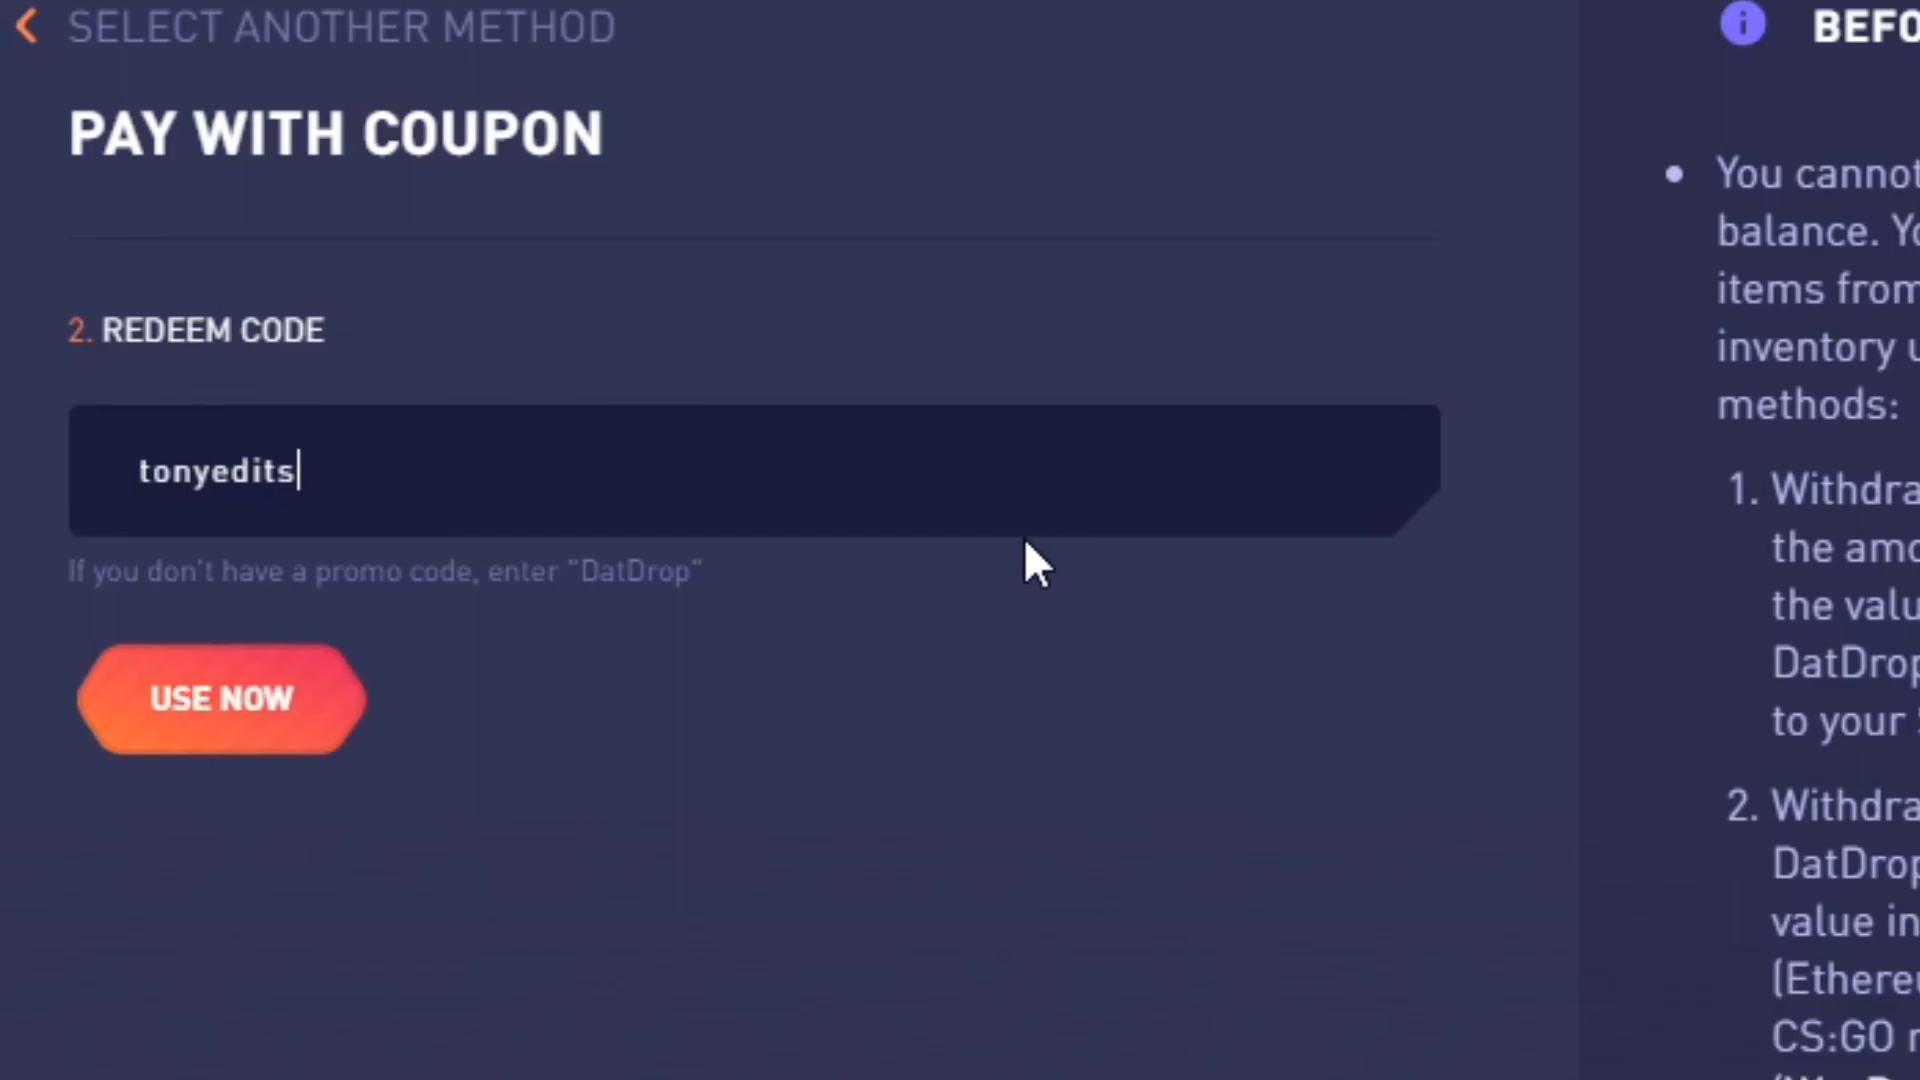 SELECT ANOTHER METHOD
PAY WITH COUPON
2. REDEEM CODE
tonyedits
If you don't have a promo code, enter "DatDrop"
USE NOW
i
BEFO
You cannot
balance. Yo
items from
inventory u
methods:
1. Withdra
the amo
the valu
DatDrop
to your
2. Withdra
DatDrop
value in
(Ethereu
CS:GO